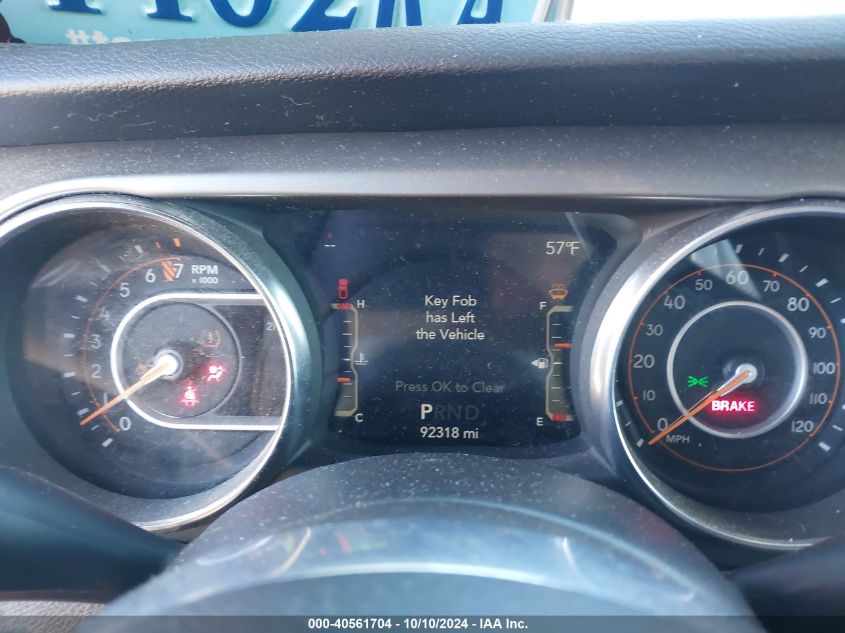 57°F
6 7 RPM
x 1000
5
4
3
2
1
0
H
C
Key Fob
has Left
the Vehicle
Press OK to Clear
PRND
92318 mi
F
E
50 60
40 80
30 90
20 100
10 110
0 120
BRAKE
MPH
000-40561704 - 10/10/2024 - IAA Inc.